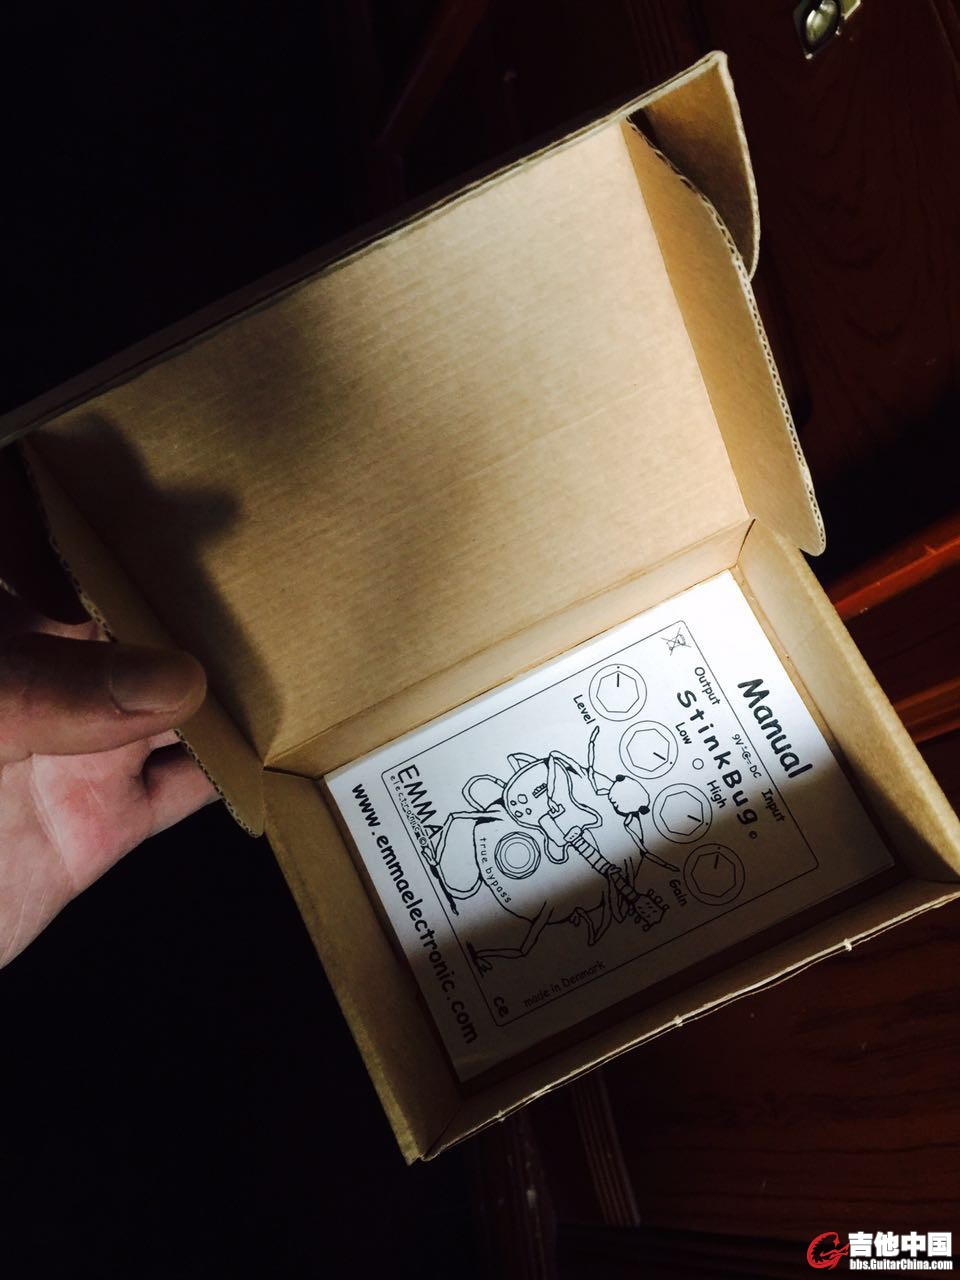 Manual
Output 9V DC Input
StinkBug ©
Level
Low
High
Gain
true bypass
EMMA
electronic ©
made in Denmark
ce
www.emmaelectronic.com
吉他中国
bbs.GuitarChina.com